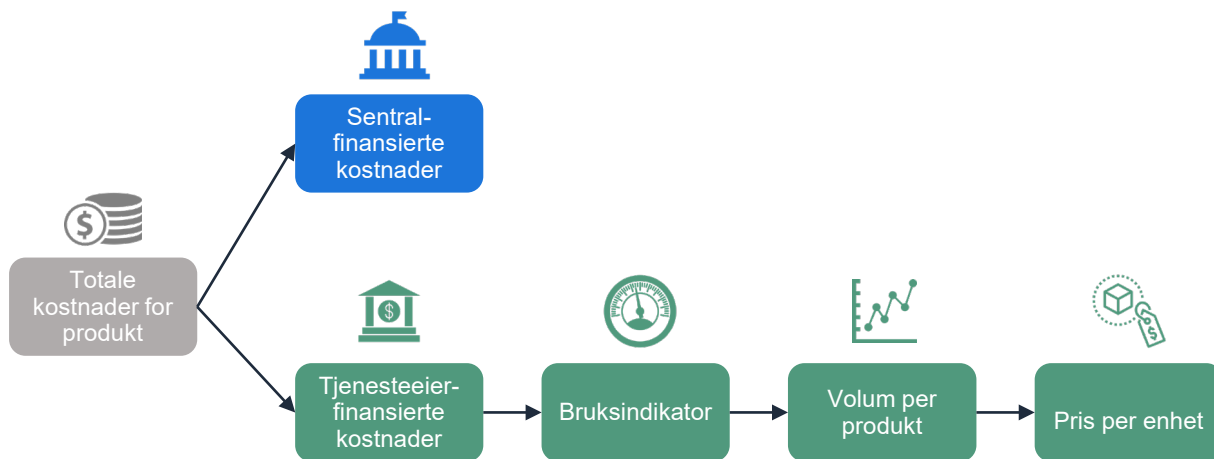 Sentral-
finansierte
kostnader
Totale
kostnader for
produkt
Tjenesteeier-
finansierte
kostnader
Bruksindikator
Volum per
produkt
Pris per enhet